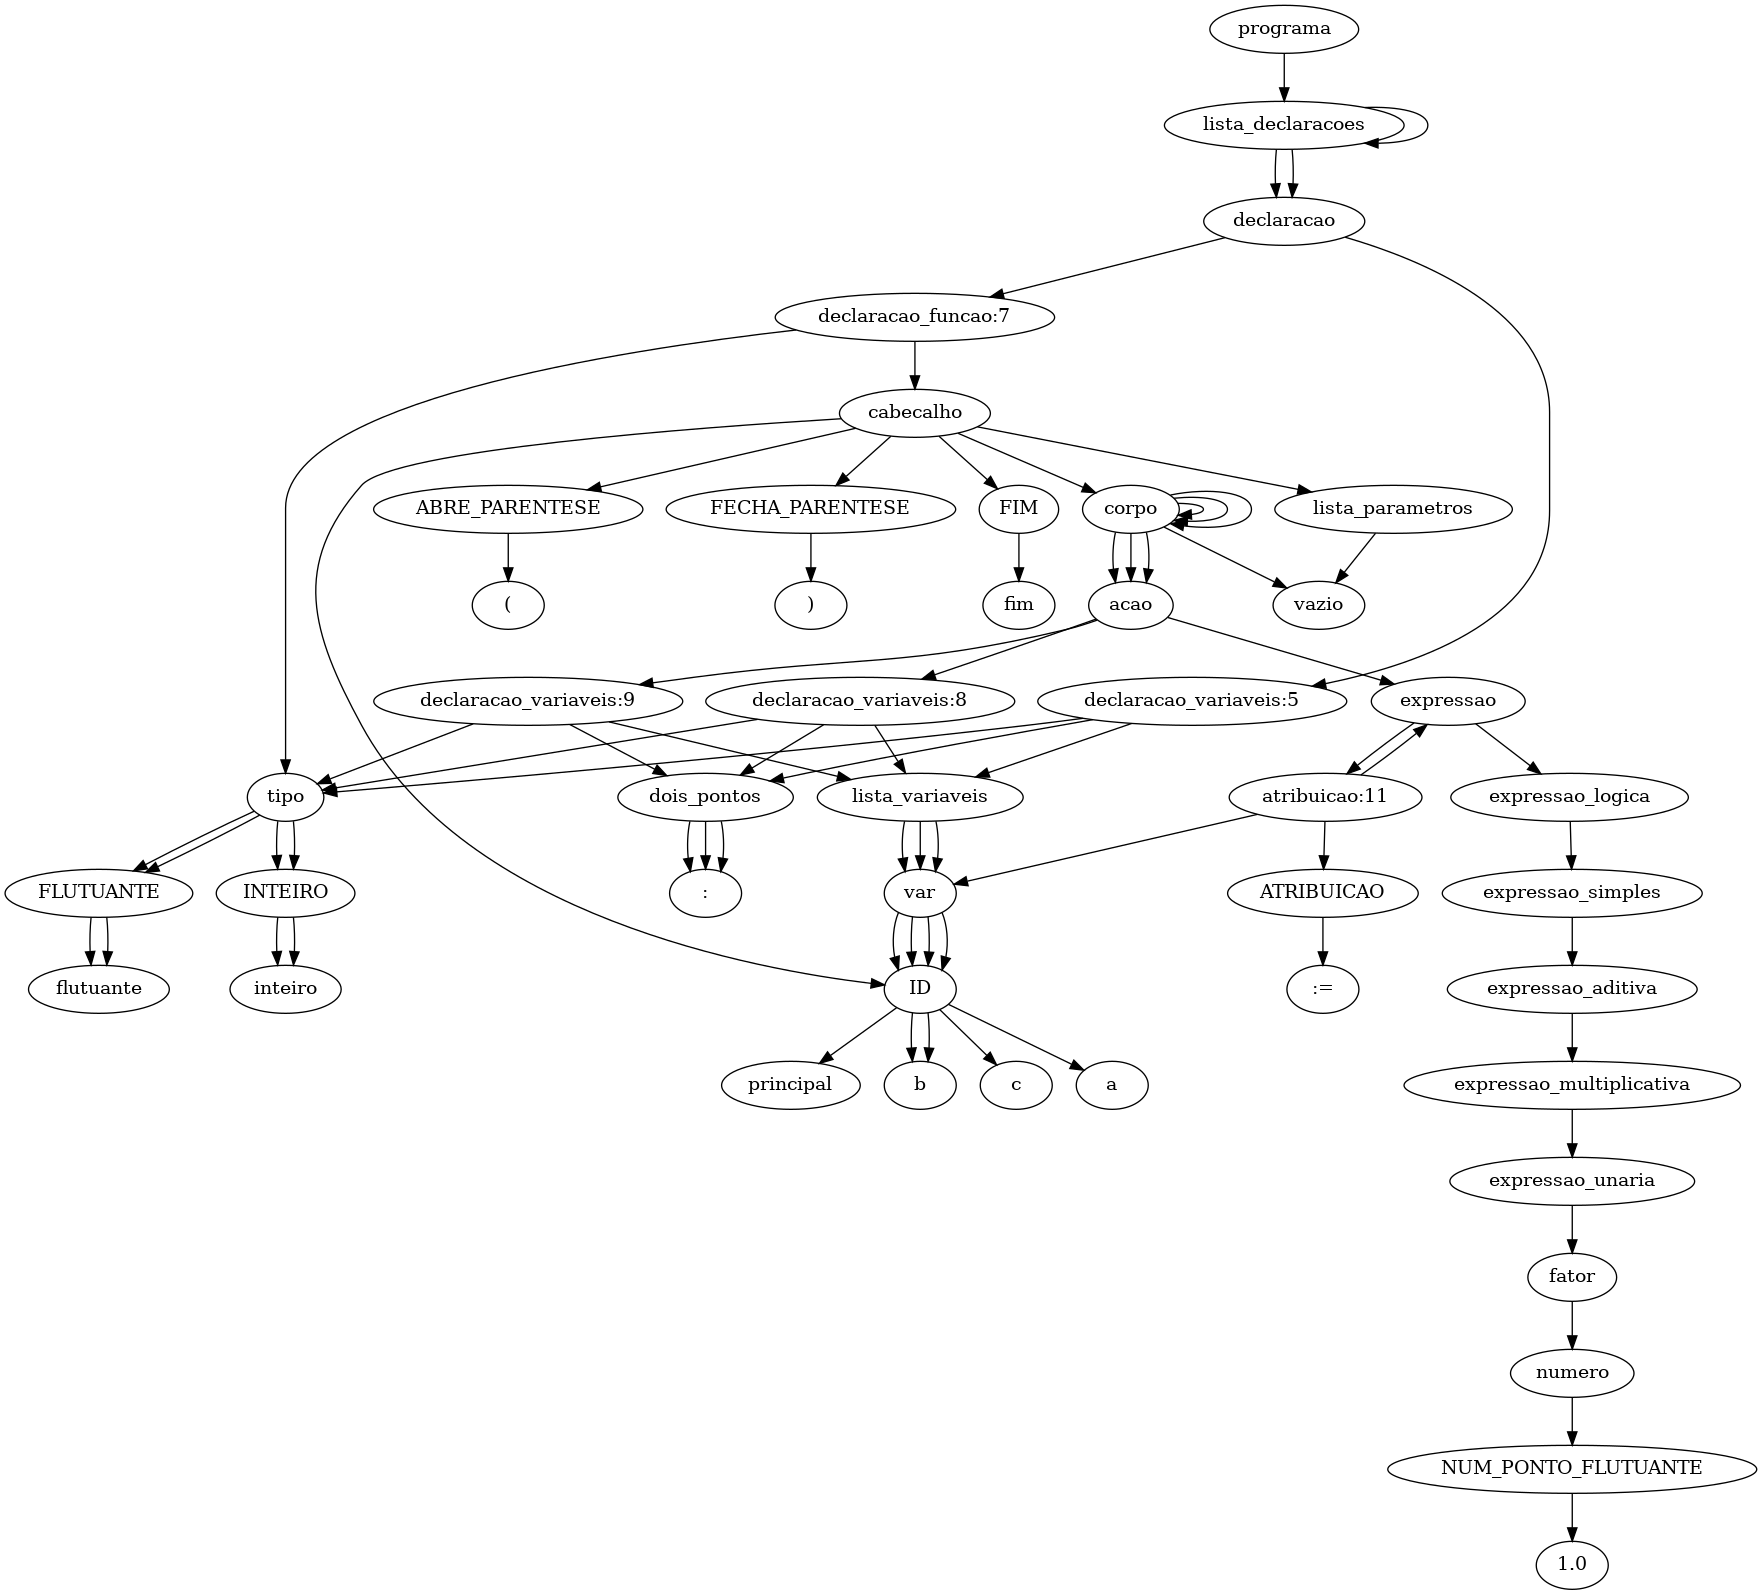 programa
lista_declaracoes
declaracao
declaracao_funcao:7
cabecalho
ABRE_PARENTESE
FECHA_PARENTESE
FIM
corpo
lista_parametros
(
)
fim
acao
vazio
declaracao_variaveis:9
declaracao_variaveis:8
declaracao_variaveis:5
expressao
tipo
dois_pontos
lista_variaveis
atribuicao:11
expressao_logica
FLUTUANTE
INTEIRO
:
var
ATRIBUICAO
expressao_simples
flutuante
inteiro
ID
:=
expressao_aditiva
principal
b
c
a
expressao_multiplicativa
expressao_unaria
fator
numero
NUM_PONTO_FLUTUANTE
1.0